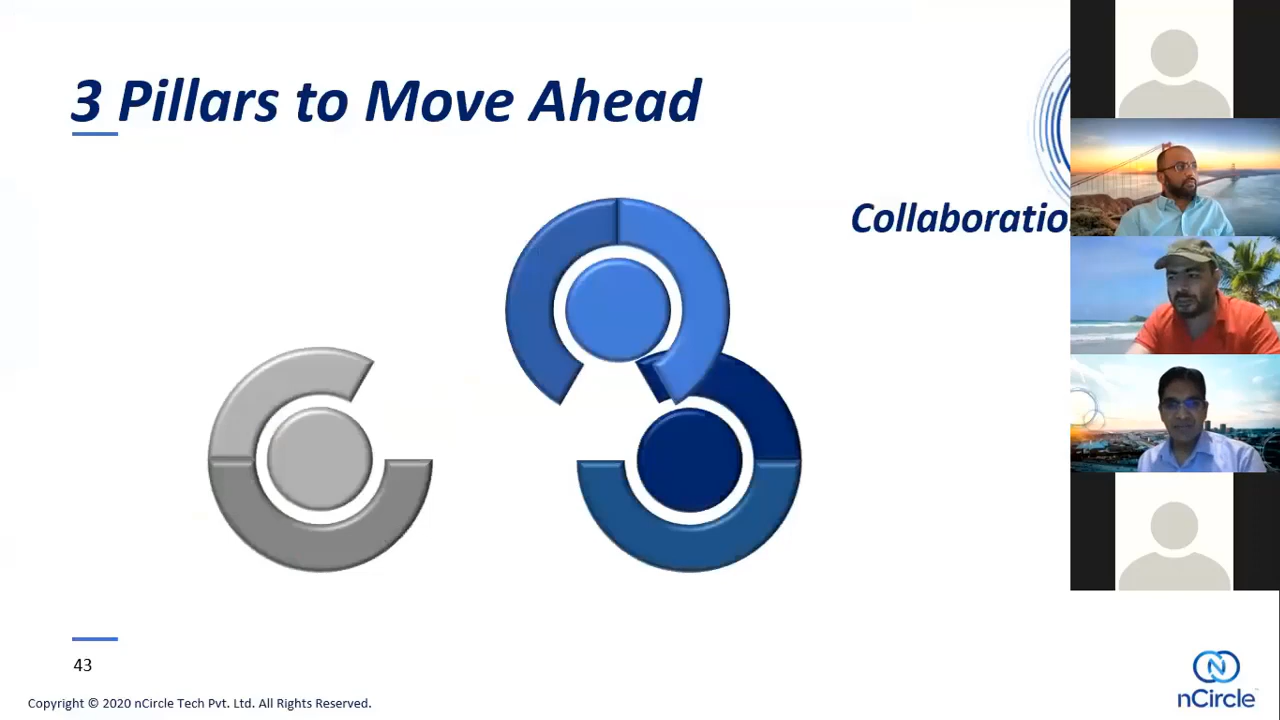 3 Pillars to Move Ahead
Collaboratio
43
Copyright © 2020 nCircle Tech Pvt. Ltd. All Rights Reserved.
nCircle